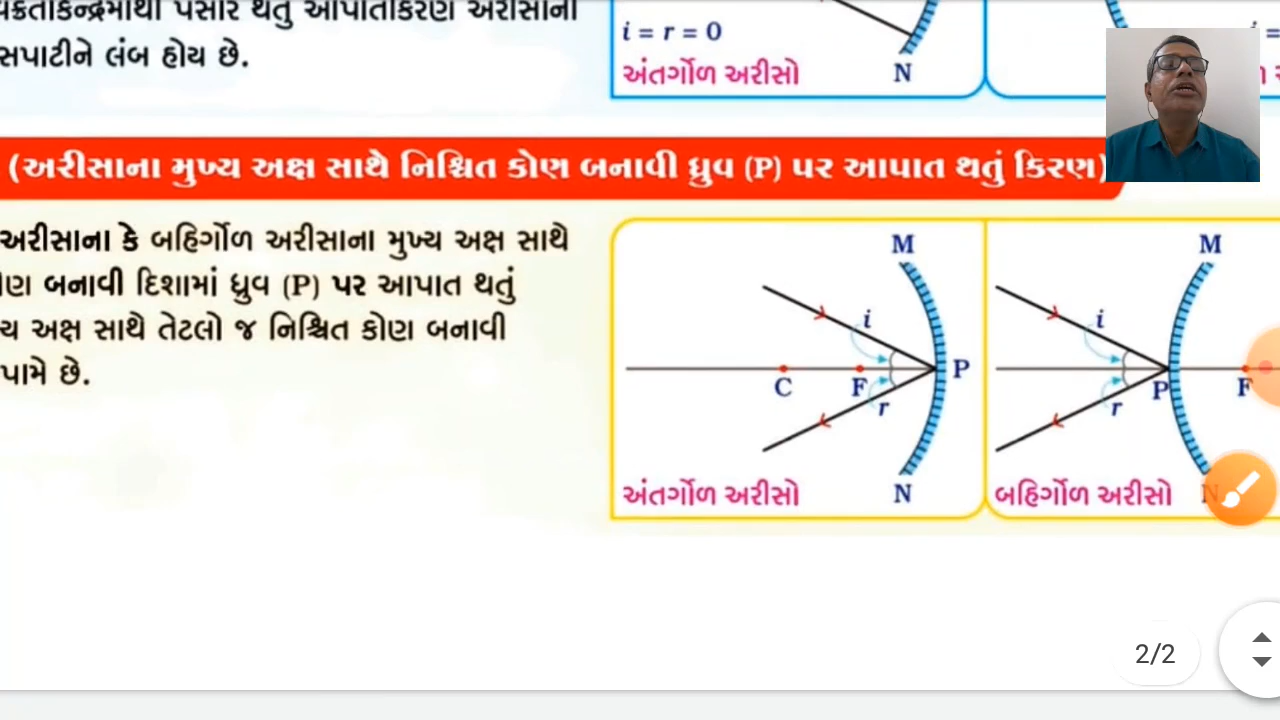 વક્રતાકેન્દ્રમાંથી પસાર થતું આપાતકિરણ અરીસાની
સપાટીને લંબ હોય છે.
i = r = 0
N
i =
અંતર્ગોળ અરીસો
(અરીસાના મુખ્ય અક્ષ સાથે નિશ્ચિત કોણ બનાવી ધ્રુવ (P) પર આપાત થતું કિરણ)
અરીસાના કે બહિર્ગોળ અરીસાના મુખ્ય અક્ષ સાથે
બનાવી દિશામાં ધ્રુવ (P) પર આપાત થતું
અક્ષ સાથે તેટલો જ નિશ્ચિત કોણ બનાવી
પામે છે.
M
i
P
C
F
r
N
અંતર્ગોળ અરીસો
M
i
P
F
r
N
બહિર્ગોળ અરીસો
2/2